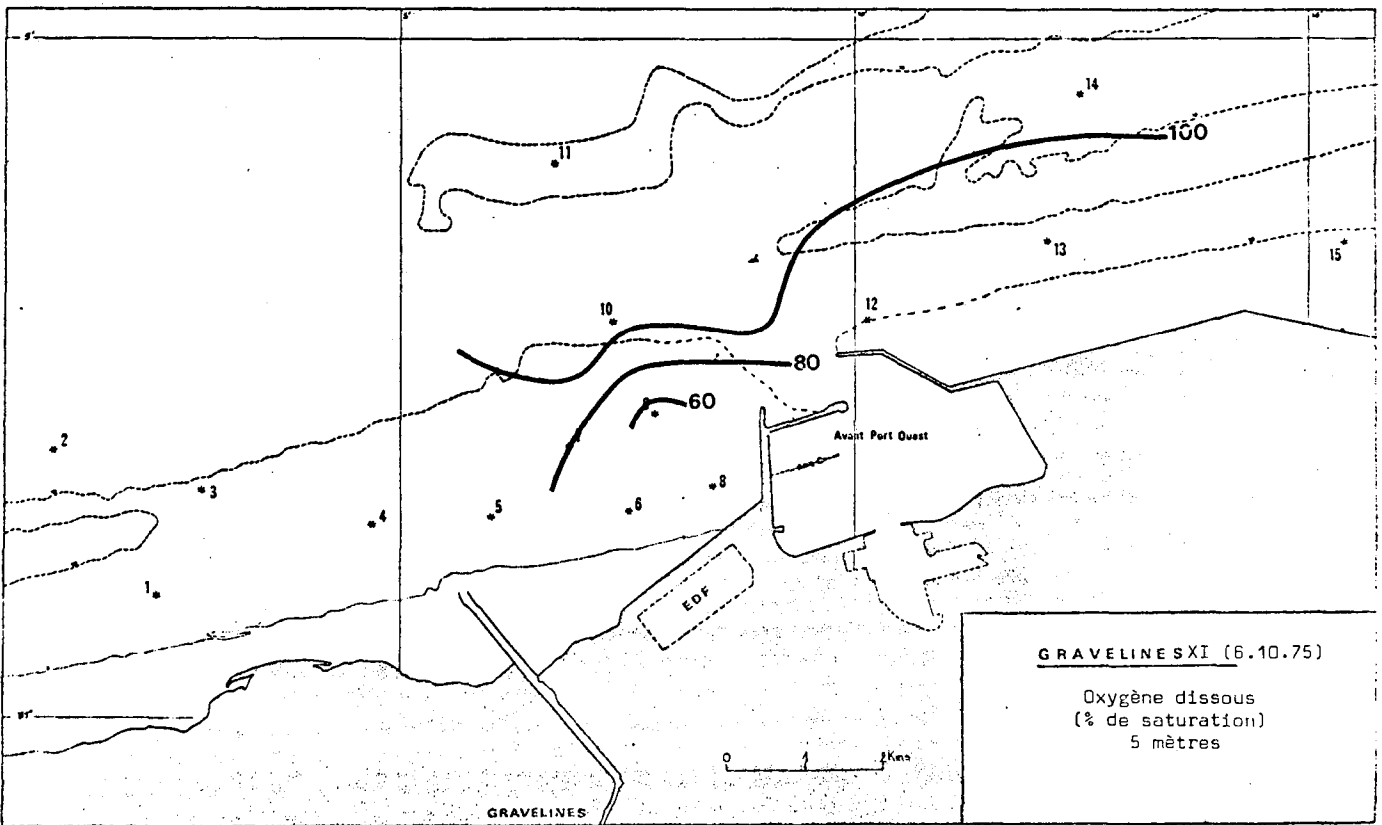 14
11
100
13
15
10
12
80
60
2
3
4
5
6
8
1
Avant Port Ouest
EDF
GRAVELINES XI (6.10.75)
Oxygène dissous
(% de saturation)
5 mètres
0 1 2 Kms
GRAVELINES